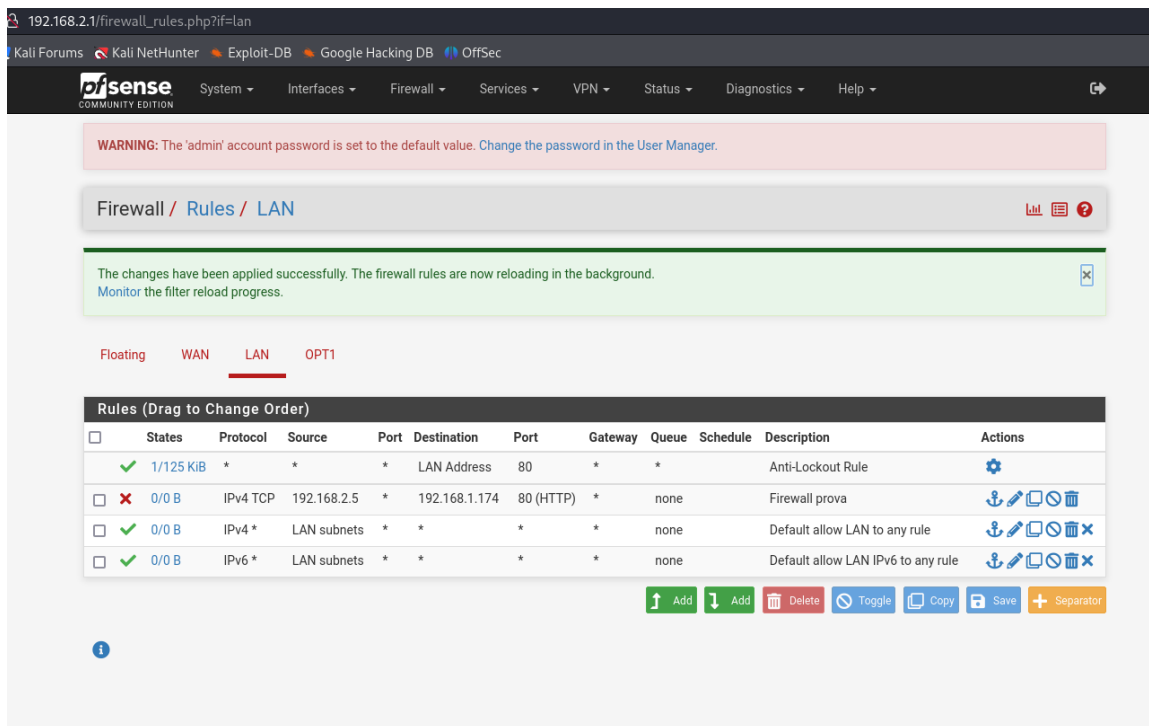 192.168.2.1/firewall_rules.php?if=lan
Kali Forums Kali NetHunter Exploit-DB Google Hacking DB OffSec
pfsense System Interfaces Firewall Services VPN Status Diagnostics Help
COMMUNITY EDITION
WARNING: The 'admin' account password is set to the default value. Change the password in the User Manager.
Firewall / Rules / LAN
The changes have been applied successfully. The firewall rules are now reloading in the background.
Monitor the filter reload progress.
Floating WAN LAN OPT1
Rules (Drag to Change Order)
States Protocol Source Port Destination Port Gateway Queue Schedule Description Actions
1/125 KiB * * * LAN Address 80 * * Anti-Lockout Rule
0/0 B IPv4 TCP 192.168.2.5 * 192.168.1.174 80 (HTTP) * none Firewall prova
0/0 B IPv4 * LAN subnets * * * * none Default allow LAN to any rule
0/0 B IPv6 * LAN subnets * * * * none Default allow LAN IPv6 to any rule
Add Add Delete Toggle Copy Save Separator